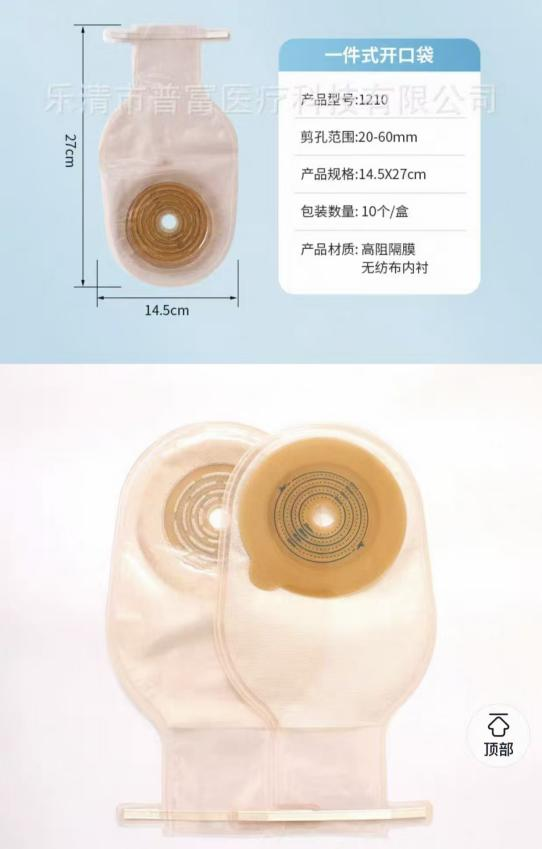 一件式开口袋
乐清市普富医疗科技有限公司
产品型号:1210
27cm
剪孔范围:20-60mm
产品规格:14.5X27cm
包装数量: 10个/盒
产品材质: 高阻隔膜
无纺布内衬
14.5cm
顶部